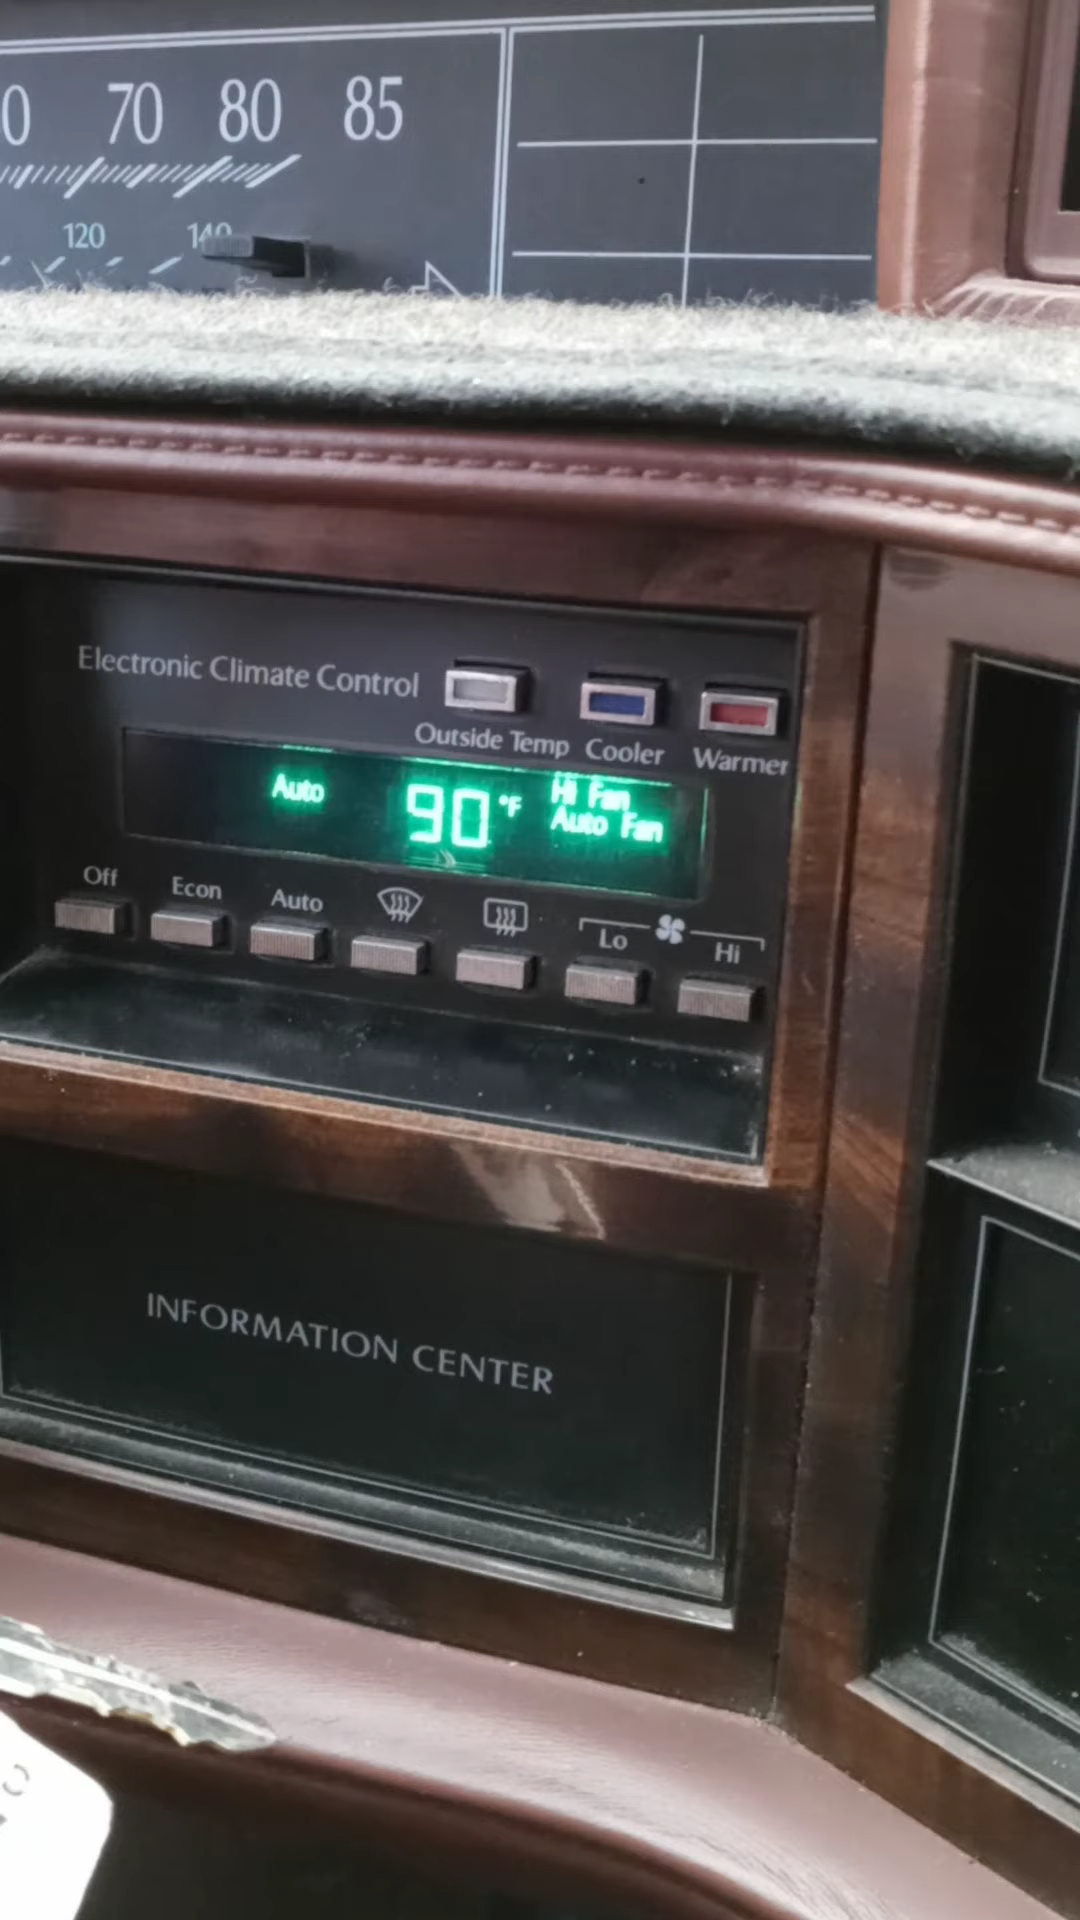 70 80 85
120 140
Electronic Climate Control
Outside Temp Cooler Warmer
Auto 90 °F Hi Fan
Auto Fan
Off Econ Auto Lo Hi
INFORMATION CENTER